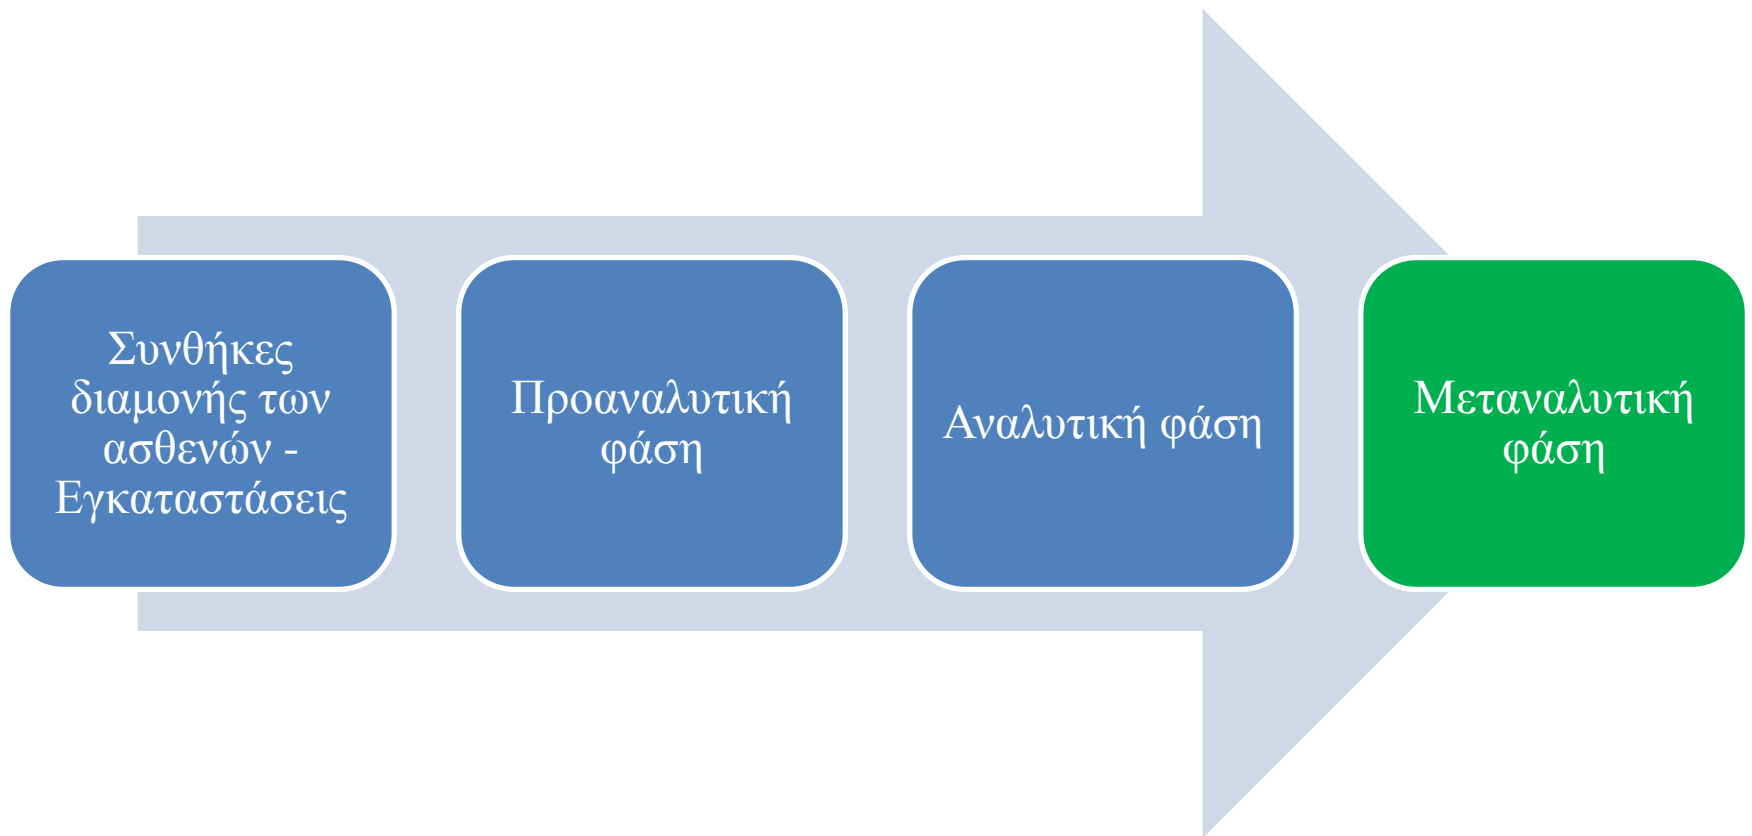 Συνθήκες
διαμονής των
ασθενών -
Εγκαταστάσεις
Προαναλυτική
φάση
Αναλυτική φάση
Μεταναλυτική
φάση